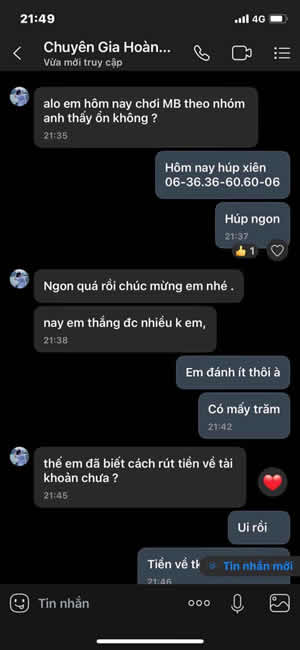 21:49
4G
Chuyên Gia Hoàn...
Vừa mới truy cập
alo em hôm nay chơi MB theo nhóm
anh thấy ổn không ?
21:35
Hôm nay húp xiên
06-36.36-60.60-06
Húp ngon
21:37
1
Ngon quá rồi chúc mừng em nhé .
nay em thắng đc nhiều k em,
21:38
Em đánh ít thôi à
Có mấy trăm
21:42
thế em đã biết cách rút tiền về tài
khoản chưa ?
21:45
Ui rồi
Tiền về tk
Tin nhắn mới
21:46
Tin nhắn